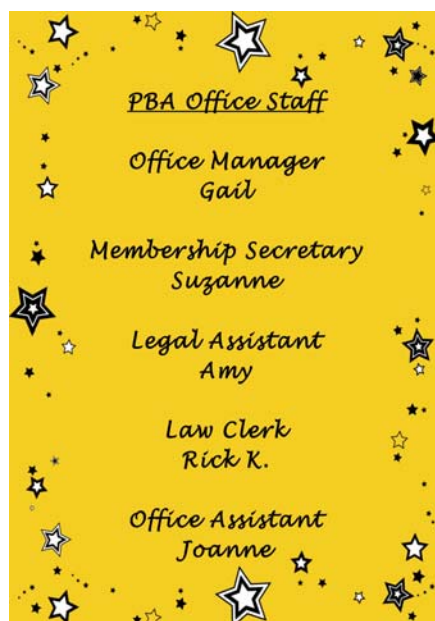 PBA Office Staff
Office Manager
Gail
Membership Secretary
Suzanne
Legal Assistant
Amy
Law Clerk
Rick K.
Office Assistant
Joanne